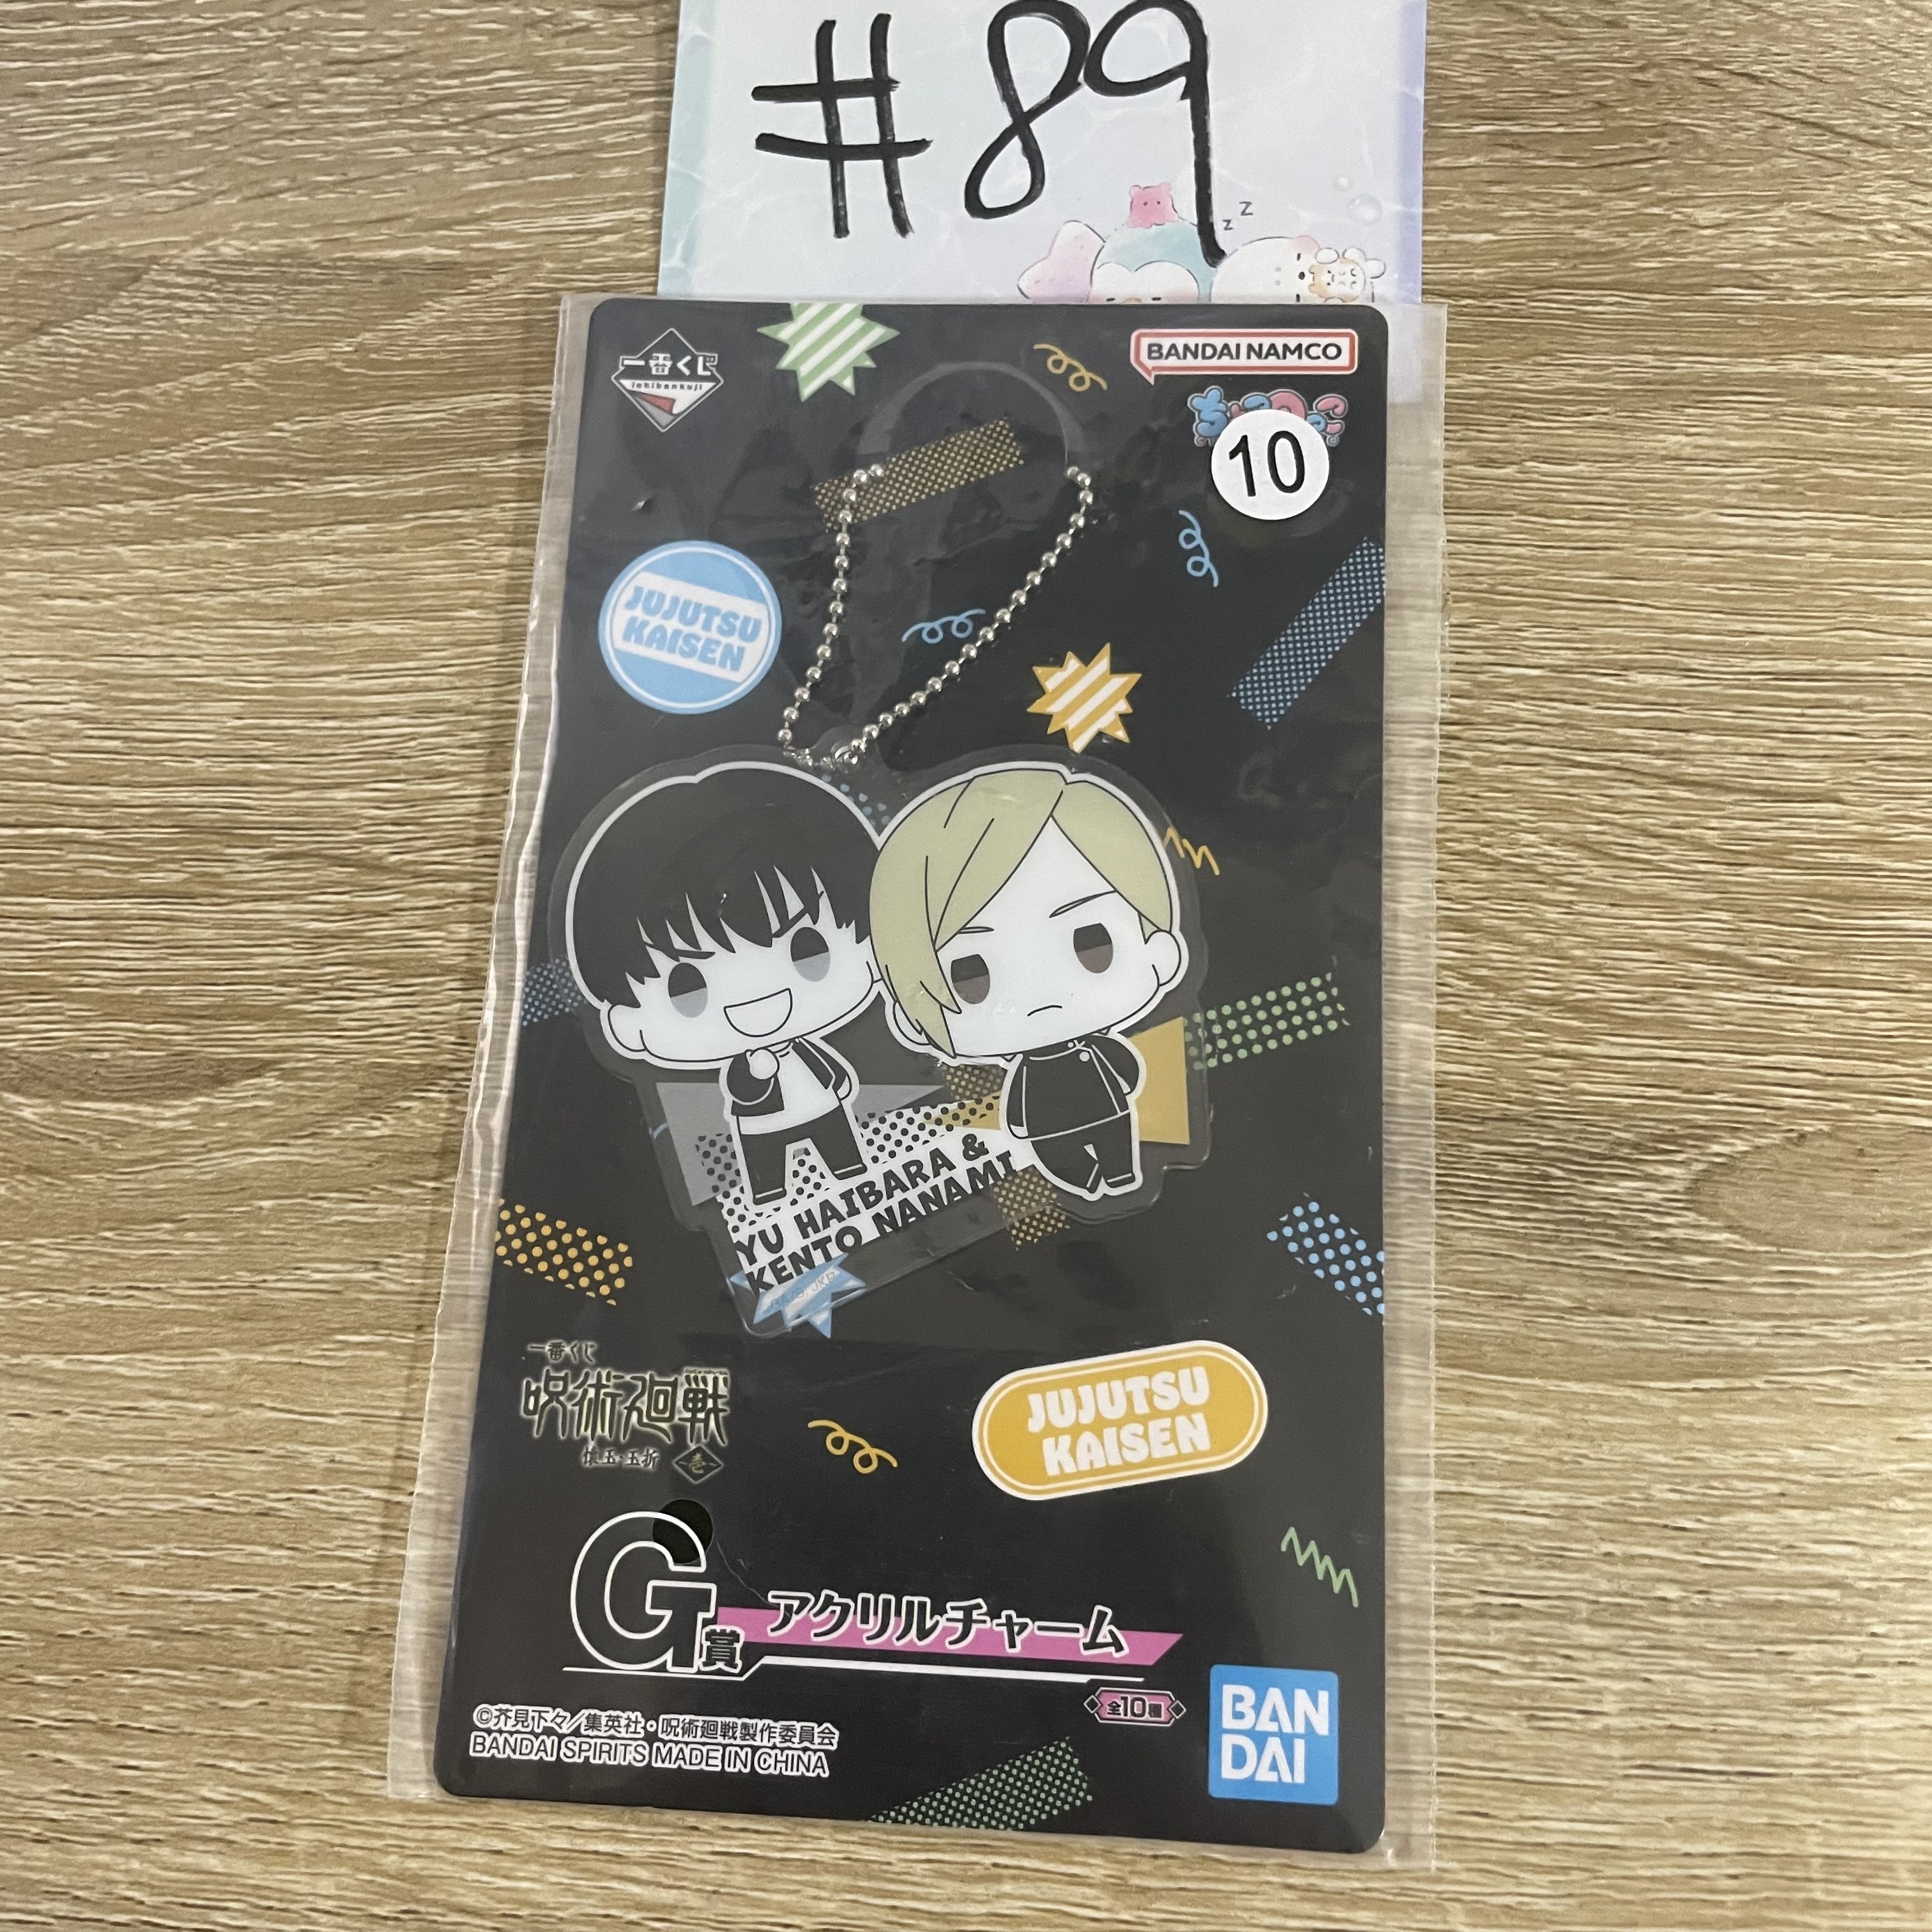 #89
一番くじ
ichibankuji
BANDAI NAMCO
10
JUJUTSU
KAISEN
z z
YU HAIBARA &
KENTO NANAMI
一番くじ
呪術廻戦
懐玉・玉折
壱
JUJUTSU
KAISEN
G賞 アクリルチャーム
全10種
©芥見下々/集英社・呪術廻戦製作委員会
BANDAI SPIRITS MADE IN CHINA
BAN
DAI